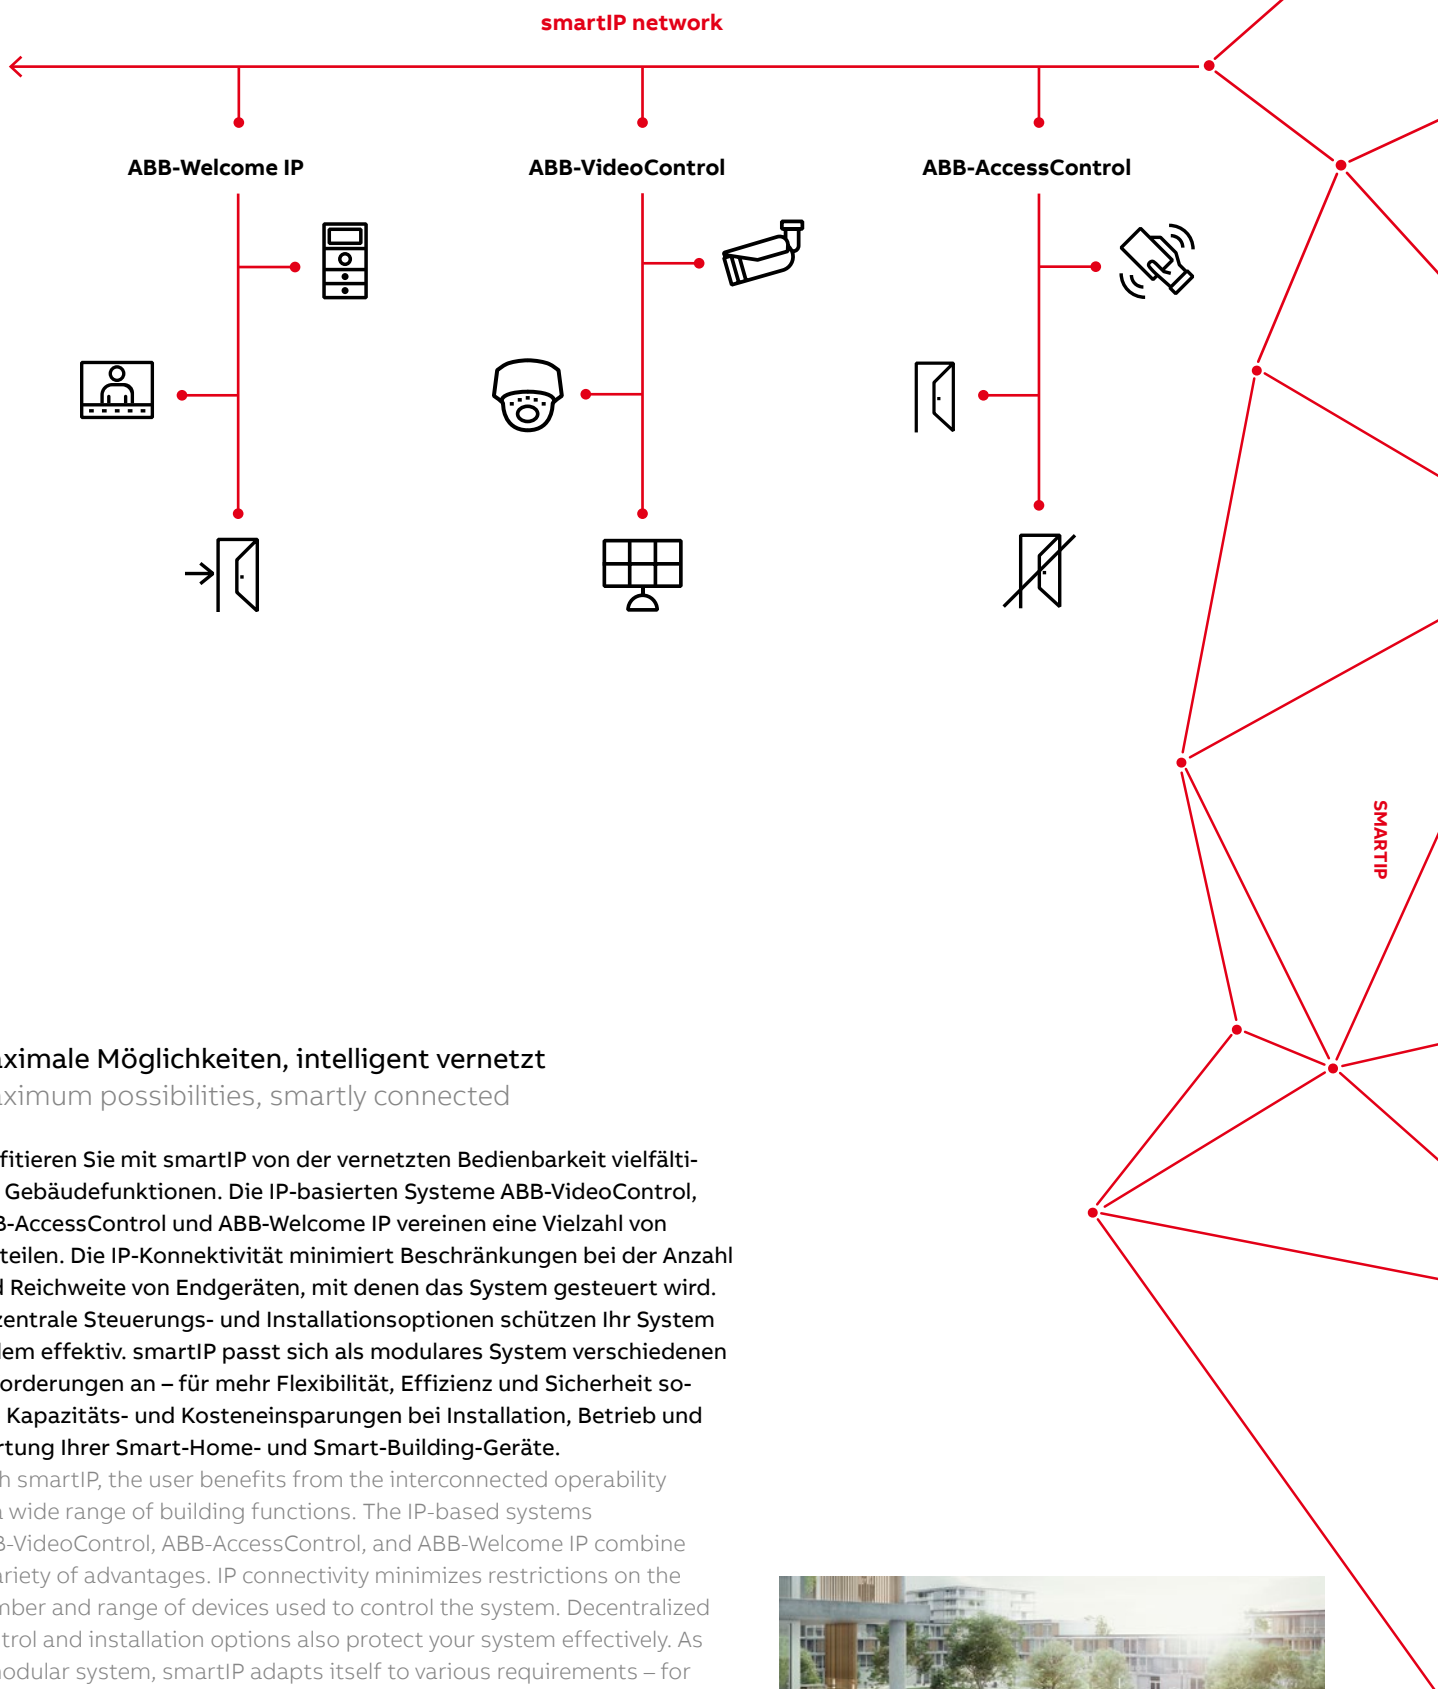 smartIP network
ABB-Welcome IP
ABB-VideoControl
ABB-AccessControl
SMARTIP
aximale Möglichkeiten, intelligent vernetzt
aximum possibilities, smartly connected
fitieren Sie mit smartIP von der vernetzten Bedienbarkeit vielfälti-
Gebäudefunktionen. Die IP-basierten Systeme ABB-VideoControl,
B-AccessControl und ABB-Welcome IP vereinen eine Vielzahl von
teilen. Die IP-Konnektivität minimiert Beschränkungen bei der Anzahl
d Reichweite von Endgeräten, mit denen das System gesteuert wird.
zentrale Steuerungs- und Installationsoptionen schützen Ihr System
dem effektiv. smartIP passt sich als modulares System verschiedenen
orderungen an – für mehr Flexibilität, Effizienz und Sicherheit so-
Kapazitäts- und Kosteneinsparungen bei Installation, Betrieb und
rtung Ihrer Smart-Home- und Smart-Building-Geräte.
h smartIP, the user benefits from the interconnected operability
a wide range of building functions. The IP-based systems
B-VideoControl, ABB-AccessControl, and ABB-Welcome IP combine
ariety of advantages. IP connectivity minimizes restrictions on the
mber and range of devices used to control the system. Decentralized
trol and installation options also protect your system effectively. As
modular system, smartIP adapts itself to various requirements – for